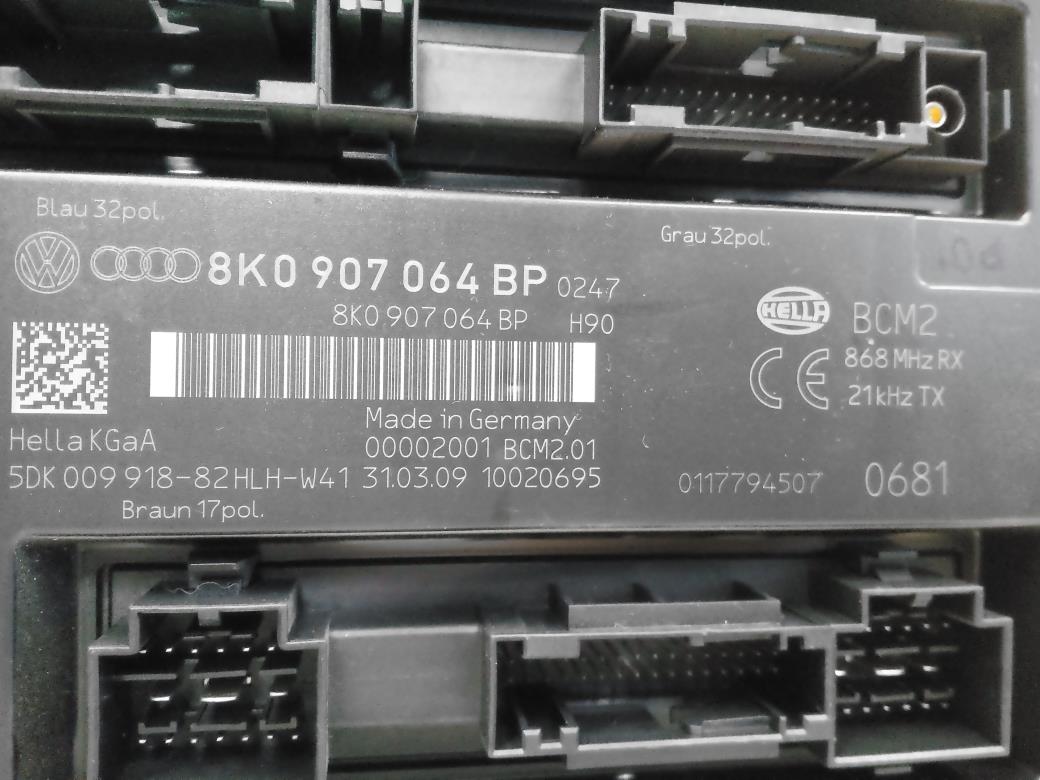 Blau 32pol.
Grau 32pol.
8K0 907 064 BP 0247
8K0 907 064 BP H90
HELLA
BCM2
CE
868 MHz RX
21kHz TX
Made in Germany
Hella KGaA
00002001 BCM2.01
5DK 009 918-82 HLH-W41 31.03.09 10020695
0117794507 0681
Braun 17pol.